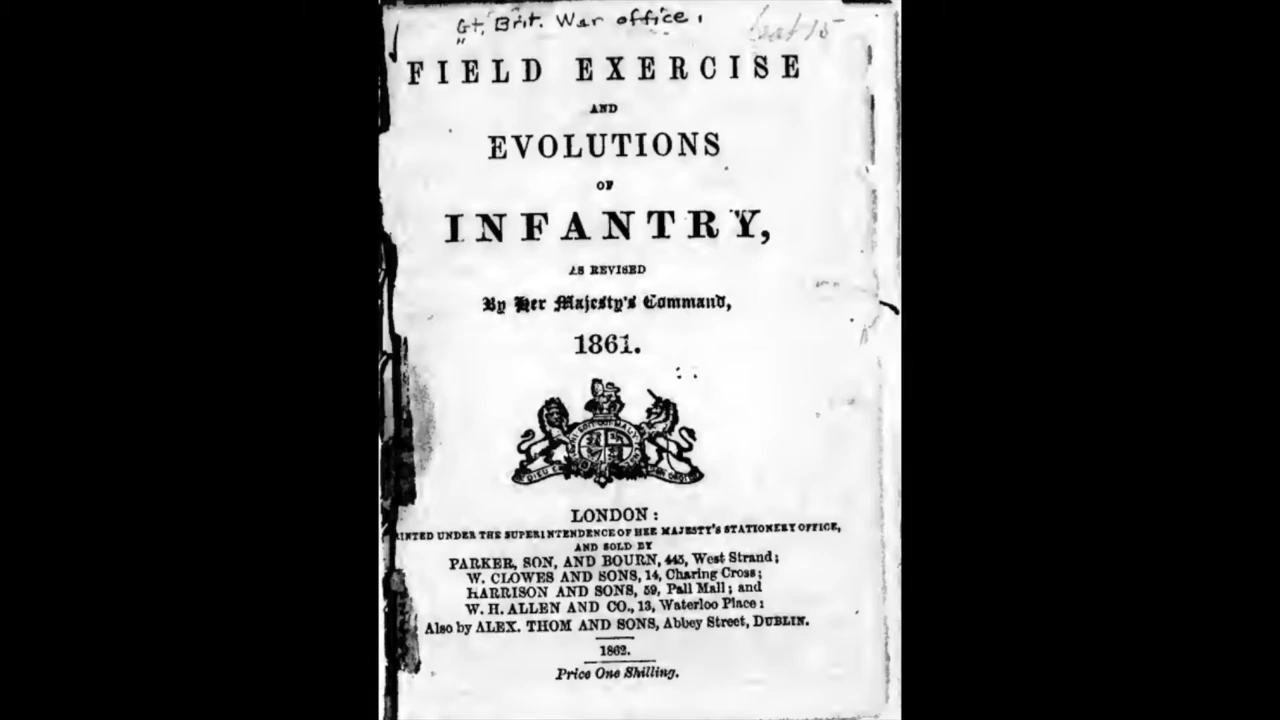 Gt. Brit. War office.
FIELD EXERCISE
AND
EVOLUTIONS
OF
INFANTRY,
AS REVISED
By Her Majesty's Command,
1861.
DIEU
LONDON:
INTED UNDER THE SUPERINTENDENCE OF HER MAJESTY'S STATIONERY OFFICE,
AND SOLD BY
PARKER, SON, AND BOURN, 445, West Strand;
W. CLOWES AND SONS, 14, Charing Cross;
HARRISON AND SONS, 59, Pall Mall; and
W. H. ALLEN AND CO., 13, Waterloo Place:
Also by ALEX. THOM AND SONS, Abbey Street, DUBLIN.
1862.
Price One Shilling.